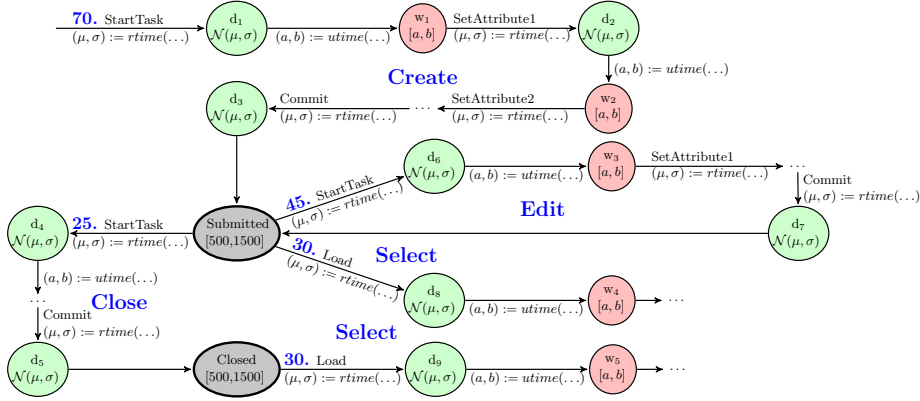 70. StartTask
(μ, σ) := rtime(...)
d₁
𝒩(μ, σ)
(a, b) := utime(...)
w₁
[a, b]
SetAttribute1
(μ, σ) := rtime(...)
d₂
𝒩(μ, σ)
(a, b) := utime(...)
Create
d₃
𝒩(μ, σ)
Commit
(μ, σ) := rtime(...)
...
SetAttribute2
(μ, σ) := rtime(...)
w₂
[a, b]
d₆
𝒩(μ, σ)
(a, b) := utime(...)
w₃
[a, b]
SetAttribute1
(μ, σ) := rtime(...)
...
Commit
(μ, σ) := rtime(...)
45. StartTask
(μ, σ) := rtime(...)
Edit
d₄
𝒩(μ, σ)
25. StartTask
(μ, σ) := rtime(...)
Submitted
[500,1500]
d₇
𝒩(μ, σ)
30. Load
(μ, σ) := rtime(...)
Select
(a, b) := utime(...)
...
Close
Commit
(μ, σ) := rtime(...)
d₈
𝒩(μ, σ)
(a, b) := utime(...)
w₄
[a, b]
...
Select
d₅
𝒩(μ, σ)
Closed
[500,1500]
30. Load
(μ, σ) := rtime(...)
d₉
𝒩(μ, σ)
(a, b) := utime(...)
w₅
[a, b]
...